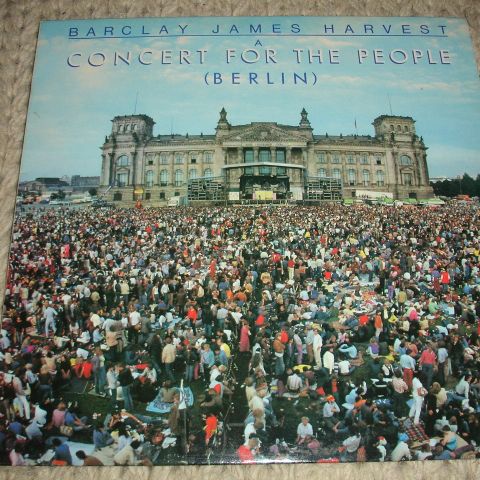 BARCLAY JAMES HARVEST
A
CONCERT FOR THE PEOPLE
(BERLIN)